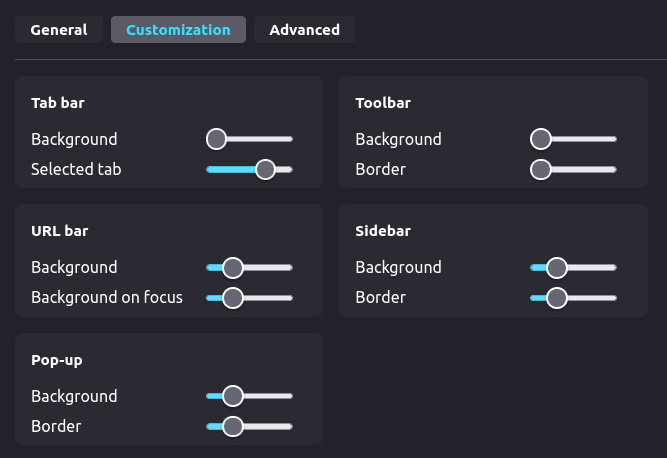 General Customization Advanced
Tab bar
Background
Selected tab
Toolbar
Background
Border
URL bar
Background
Background on focus
Sidebar
Background
Border
Pop-up
Background
Border